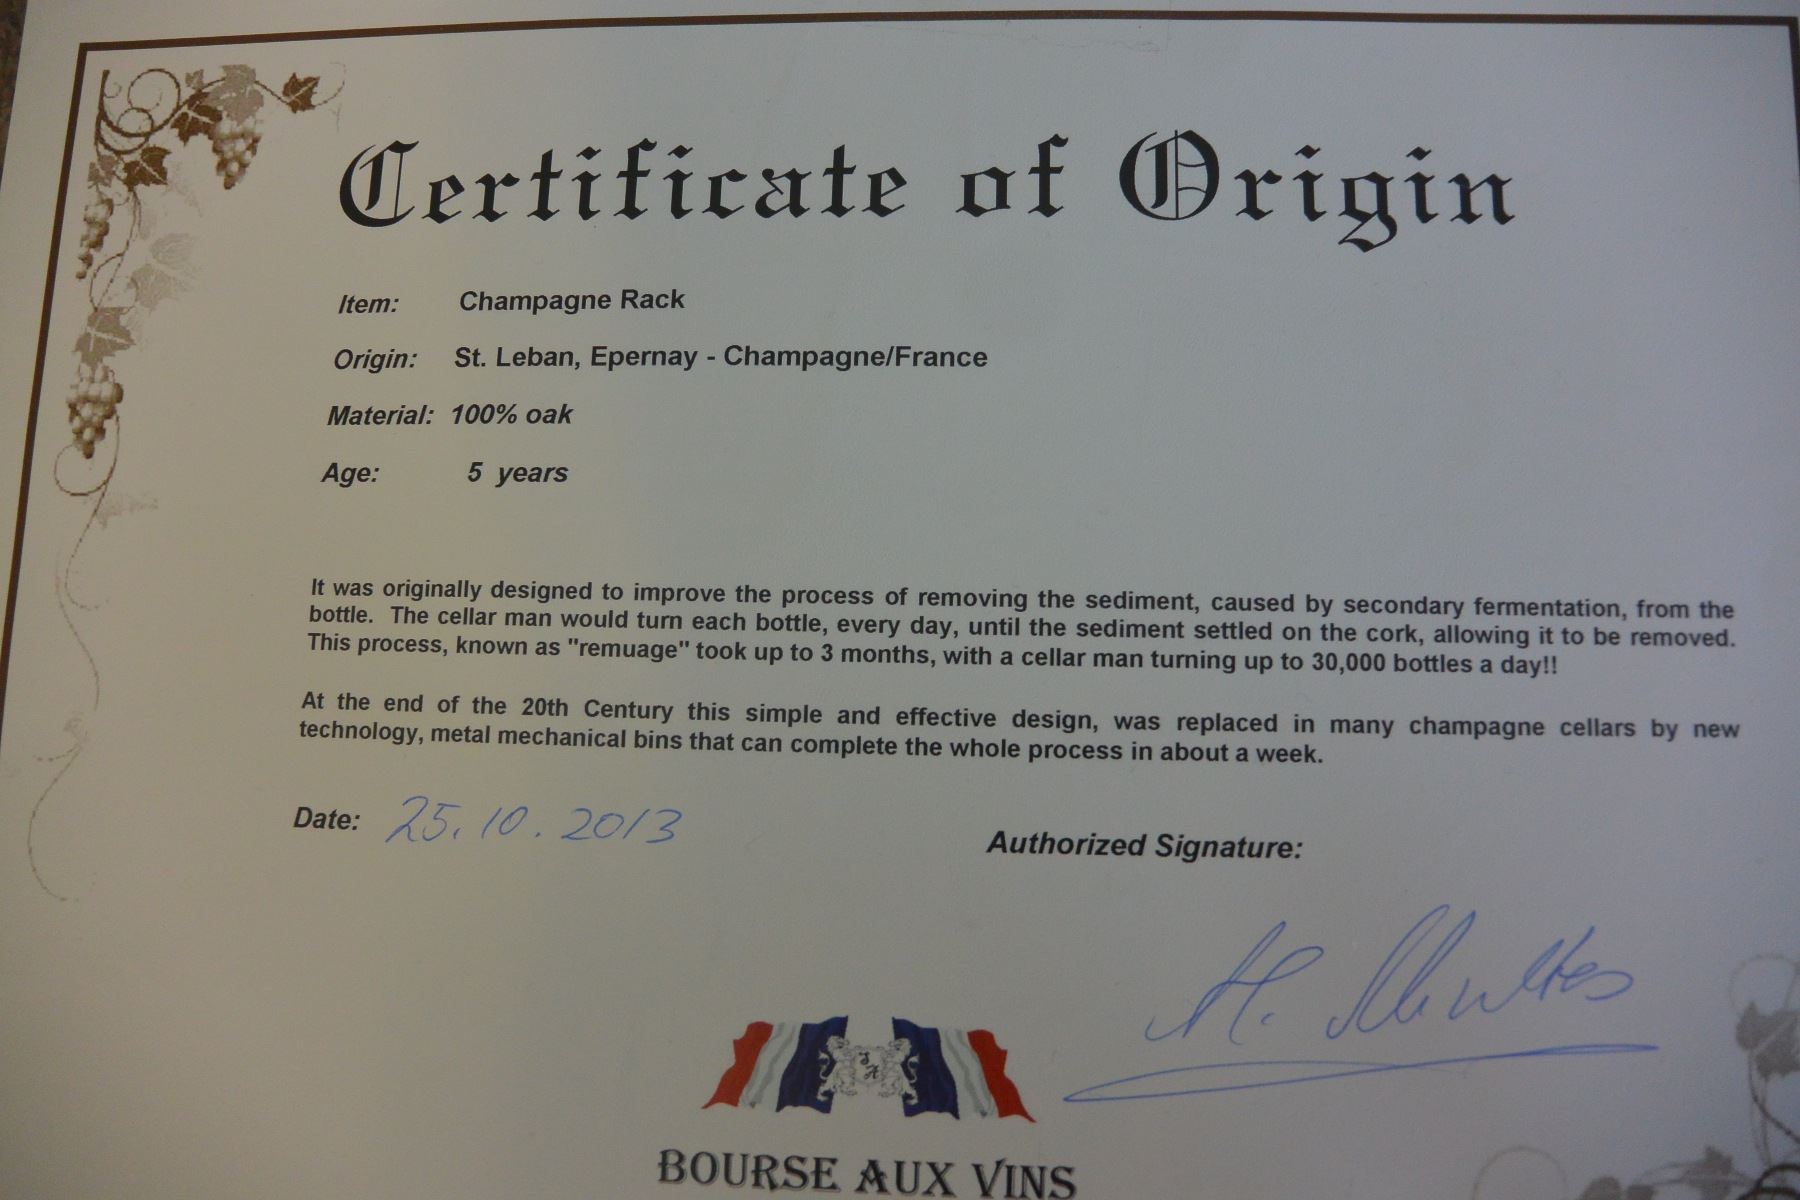 Certificate of Origin
Item: Champagne Rack
Origin: St. Leban, Epernay - Champagne/France
Material: 100% oak
Age: 5 years
It was originally designed to improve the process of removing the sediment, caused by secondary fermentation, from the
bottle. The cellar man would turn each bottle, every day, until the sediment settled on the cork, allowing it to be removed.
This process, known as "remuage" took up to 3 months, with a cellar man turning up to 30,000 bottles a day!!
At the end of the 20th Century this simple and effective design, was replaced in many champagne cellars by new
technology, metal mechanical bins that can complete the whole process in about a week.
Date: 25.10.2013
Authorized Signature:
BOURSE AUX VINS